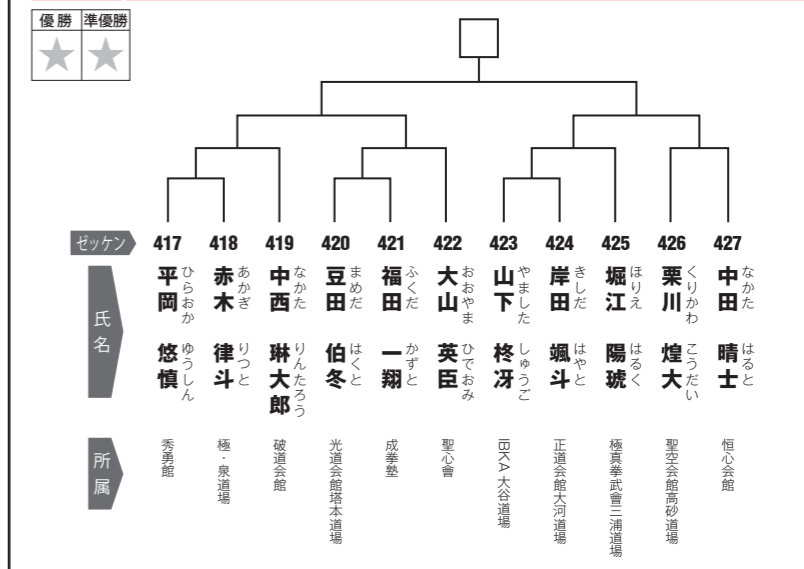 優勝 準優勝
ゼッケン 417 418 419 420 421 422 423 424 425 426 427
氏名
平岡 悠慎 ひらおか ゆうしん
赤木 律斗 あかぎ りつと
中西 琳大郎 なかた りんたろう
豆田 伯冬 まめだ はくと
福田 一翔 ふくだ かずと
大山 英臣 おおやま ひでおみ
山下 柊冴 やました しゅうご
岸田 颯斗 きしだ はやと
堀江 陽琥 ほりえ はるく
栗川 煌大 くりかわ こうだい
中田 晴士 なかた はると
所属
秀勇館
極・泉道場
破道会館
光道会館塔本道場
成拳塾
聖心會
IBKA 大谷道場
正道会館大河道場
極真拳武會三浦道場
聖空会館高砂道場
恒心会館